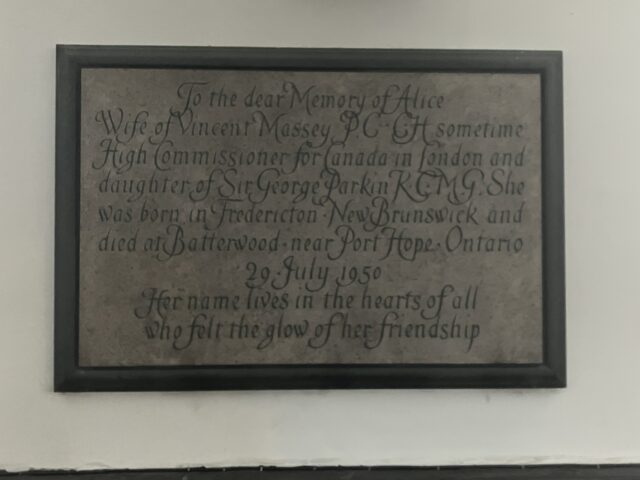 To the dear Memory of Alice
Wife of Vincent Massey P.C. C.H. sometime
High Commissioner for Canada in London and
daughter of Sir George Parkin K.C.M.G. She
was born in Fredericton · New Brunswick and
died at Batterwood · near Port Hope · Ontario
29 · July 1950
Her name lives in the hearts of all
who felt the glow of her friendship